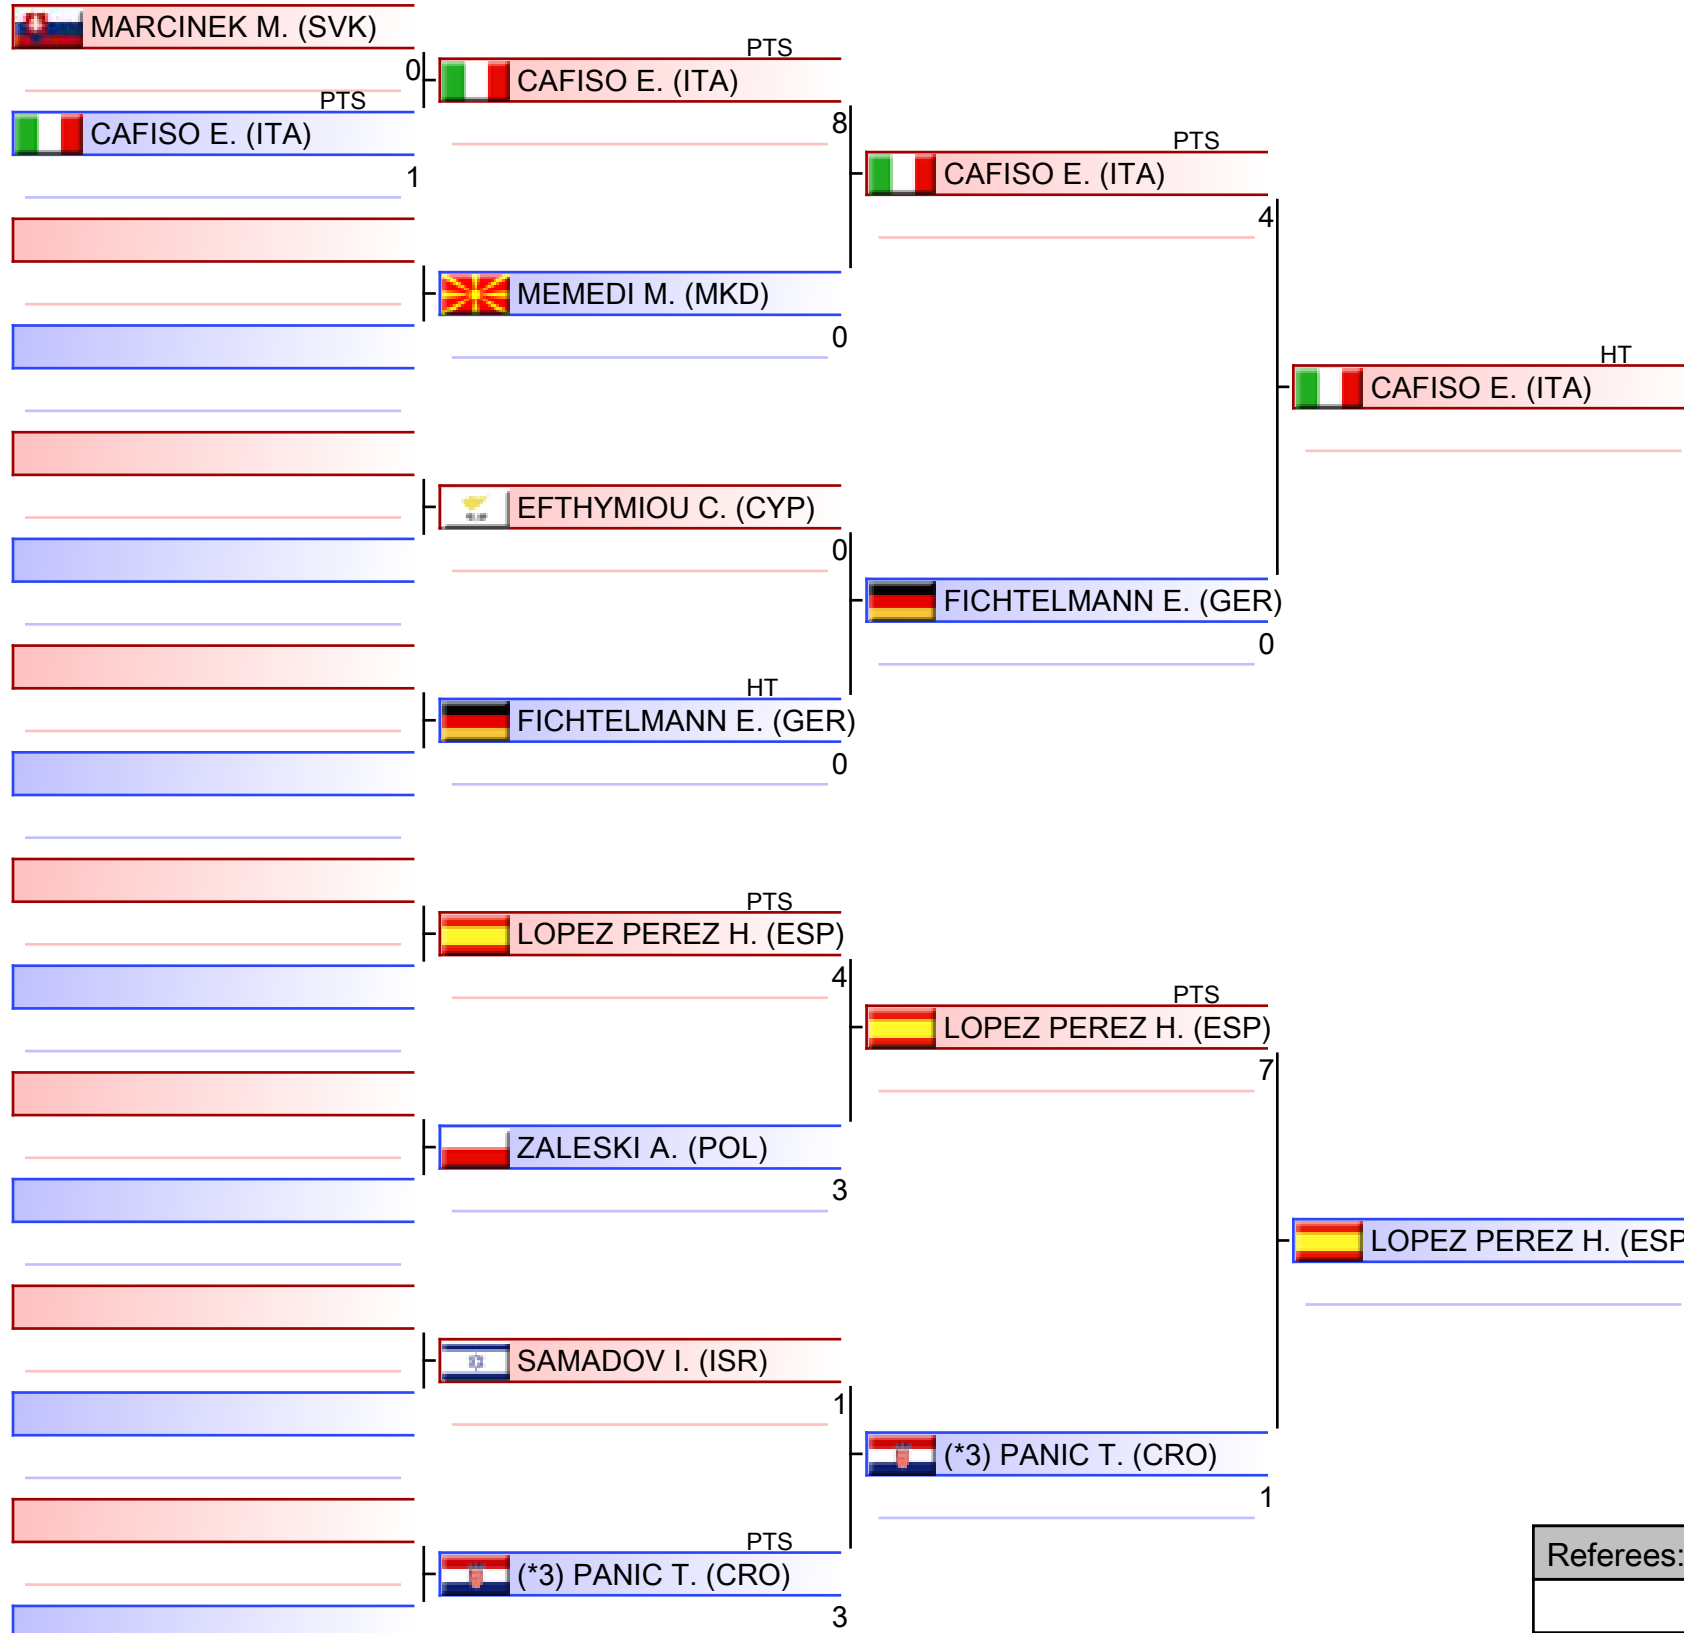 MARCINEK M. (SVK)
0
PTS
CAFISO E. (ITA)
1
PTS
CAFISO E. (ITA)
8
MEMEDI M. (MKD)
0
EFTHYMIOU C. (CYP)
0
HT
FICHTELMANN E. (GER)
0
PTS
LOPEZ PEREZ H. (ESP)
4
ZALESKI A. (POL)
3
SAMADOV I. (ISR)
1
PTS
(*3) PANIC T. (CRO)
3
PTS
CAFISO E. (ITA)
4
FICHTELMANN E. (GER)
0
PTS
LOPEZ PEREZ H. (ESP)
7
(*3) PANIC T. (CRO)
1
HT
CAFISO E. (ITA)
LOPEZ PEREZ H. (ESP
Referees: